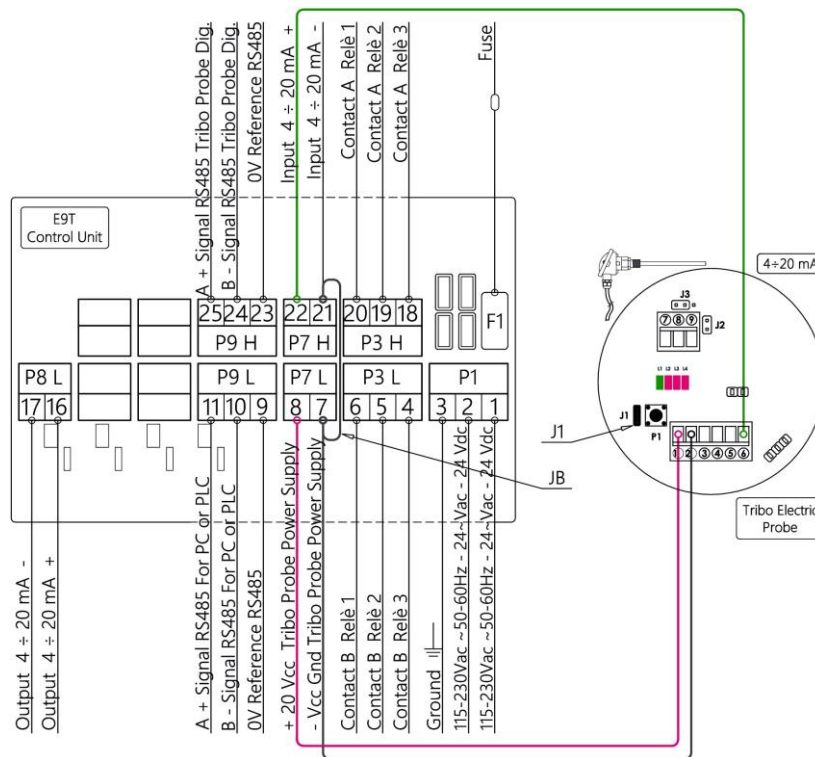 A + Signal RS485 Tribo Probe Dig.
B - Signal RS485 Tribo Probe Dig.
0V Reference RS485
Input 4 ÷ 20 mA +
Input 4 ÷ 20 mA -
Contact A Relè 1
Contact A Relè 2
Contact A Relè 3
Fuse
E9T
Control Unit
25 24 23
22 21
20 19 18
F1
P9 H
P7 H
P3 H
P8 L
P9 L
P7 L
P3 L
P1
17 16
11 10 9
8 7
6 5 4
3 2 1
4÷20 mA
J3
7 8 9
J2
L1 L2 L3 L4
J1
P1
1 2 3 4 5 6
J1
JB
Tribo Electric
Probe
Output 4 ÷ 20 mA -
Output 4 ÷ 20 mA +
A + Signal RS485 For PC or PLC
B - Signal RS485 For PC or PLC
0V Reference RS485
+ 20 Vcc Tribo Probe Power Supply
- Vcc Gnd Tribo Probe Power Supply
Contact B Relè 1
Contact B Relè 2
Contact B Relè 3
Ground
115-230Vac ~50-60Hz - 24~Vac - 24 Vdc
115-230Vac ~50-60Hz - 24~Vac - 24 Vdc